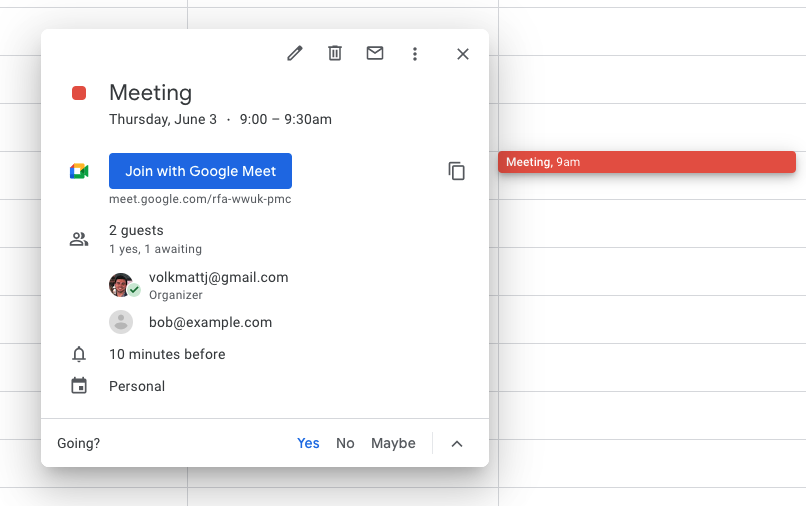 Meeting
Thursday, June 3 · 9:00 – 9:30am
Join with Google Meet
meet.google.com/rfa-wwuk-pmc
2 guests
1 yes, 1 awaiting
volkmattj@gmail.com
Organizer
bob@example.com
10 minutes before
Personal
Going?
Yes No Maybe
Meeting, 9am